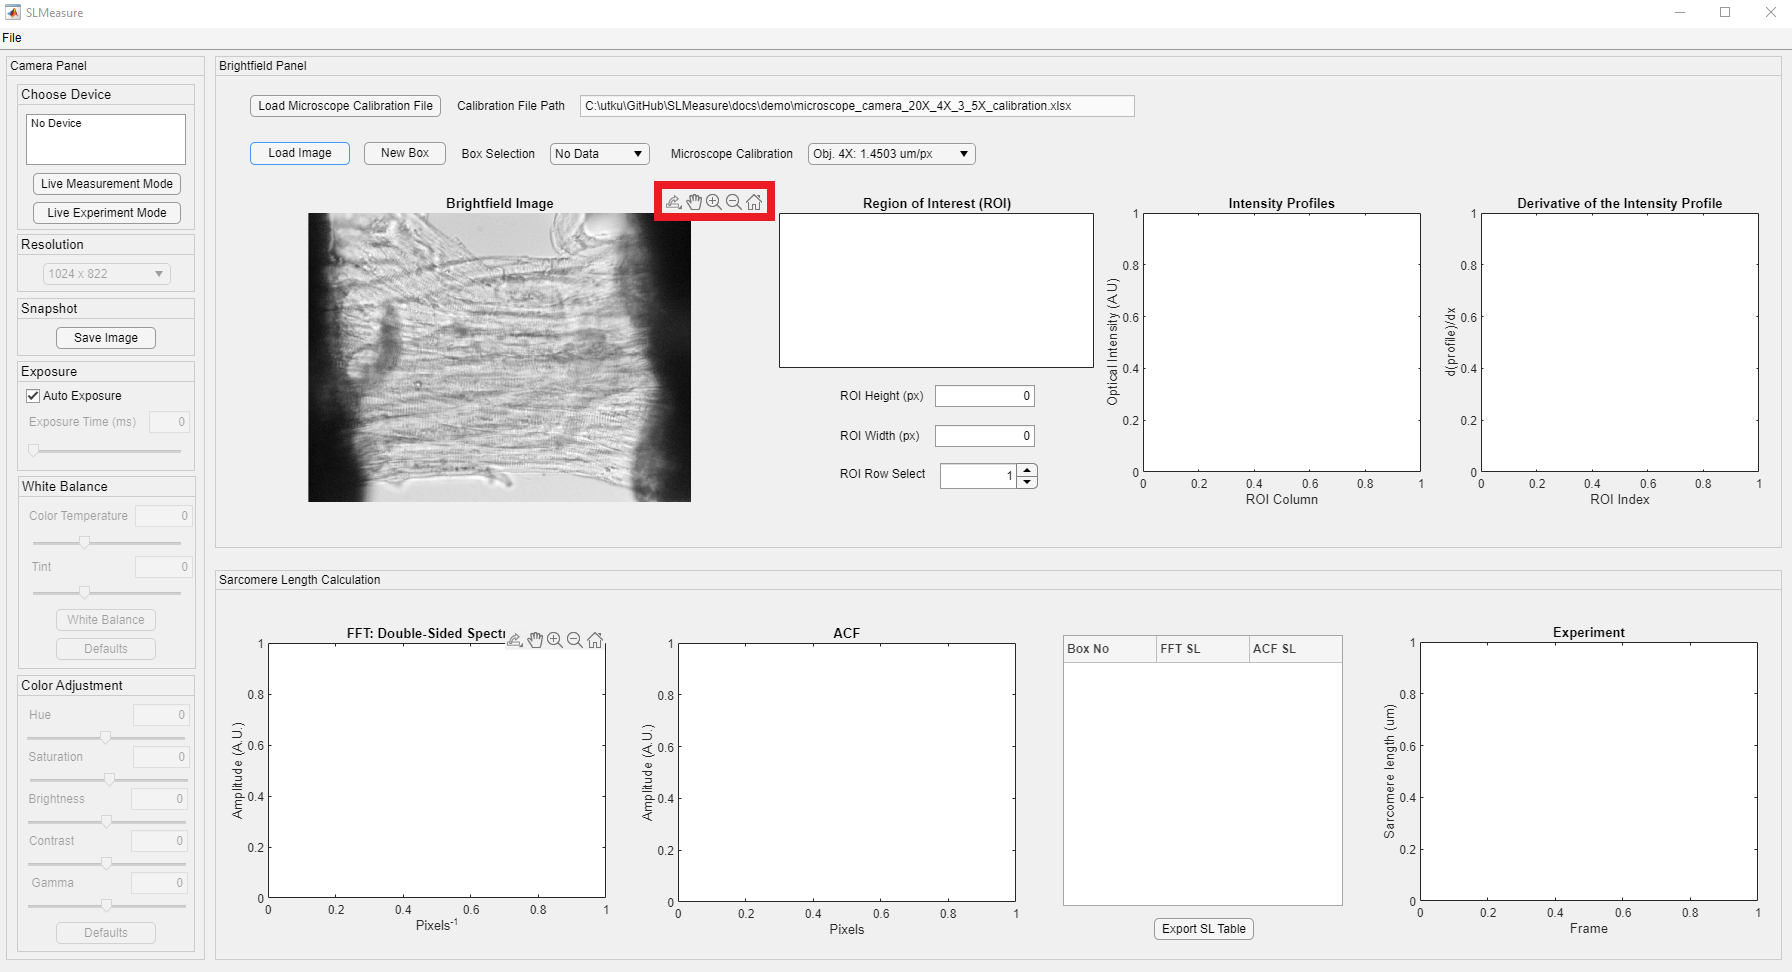 SLMeasure
File
Camera Panel
Choose Device
No Device
Live Measurement Mode
Live Experiment Mode
Resolution
1024 x 822
Snapshot
Save Image
Exposure
Auto Exposure
Exposure Time (ms) 0
White Balance
Color Temperature 0
Tint 0
White Balance
Defaults
Color Adjustment
Hue 0
Saturation 0
Brightness 0
Contrast 0
Gamma 0
Defaults
Brightfield Panel
Load Microscope Calibration File Calibration File Path C:\utku\GitHub\SLMeasure\docs\demo\microscope_camera_20X_4X_3_5X_calibration.xlsx
Load Image New Box Box Selection No Data Microscope Calibration Obj. 4X: 1.4503 um/px
Brightfield Image
Region of Interest (ROI)
ROI Height (px) 0
ROI Width (px) 0
ROI Row Select 1
Intensity Profiles
Optical Intensity (A.U)
1
0.8
0.6
0.4
0.2
0
0 0.2 0.4 0.6 0.8 1
ROI Column
Derivative of the Intensity Profile
d(profile)/dx
1
0.8
0.6
0.4
0.2
0
0 0.2 0.4 0.6 0.8 1
ROI Index
Sarcomere Length Calculation
FFT: Double-Sided Spectr
Amplitude (A.U.)
1
0.8
0.6
0.4
0.2
0
0 0.2 0.4 0.6 0.8 1
Pixels-1
ACF
Amplitude (A.U.)
1
0.8
0.6
0.4
0.2
0
0 0.2 0.4 0.6 0.8 1
Pixels
Box No FFT SL ACF SL
Export SL Table
Experiment
Sarcomere length (um)
1
0.8
0.6
0.4
0.2
0
0 0.2 0.4 0.6 0.8 1
Frame